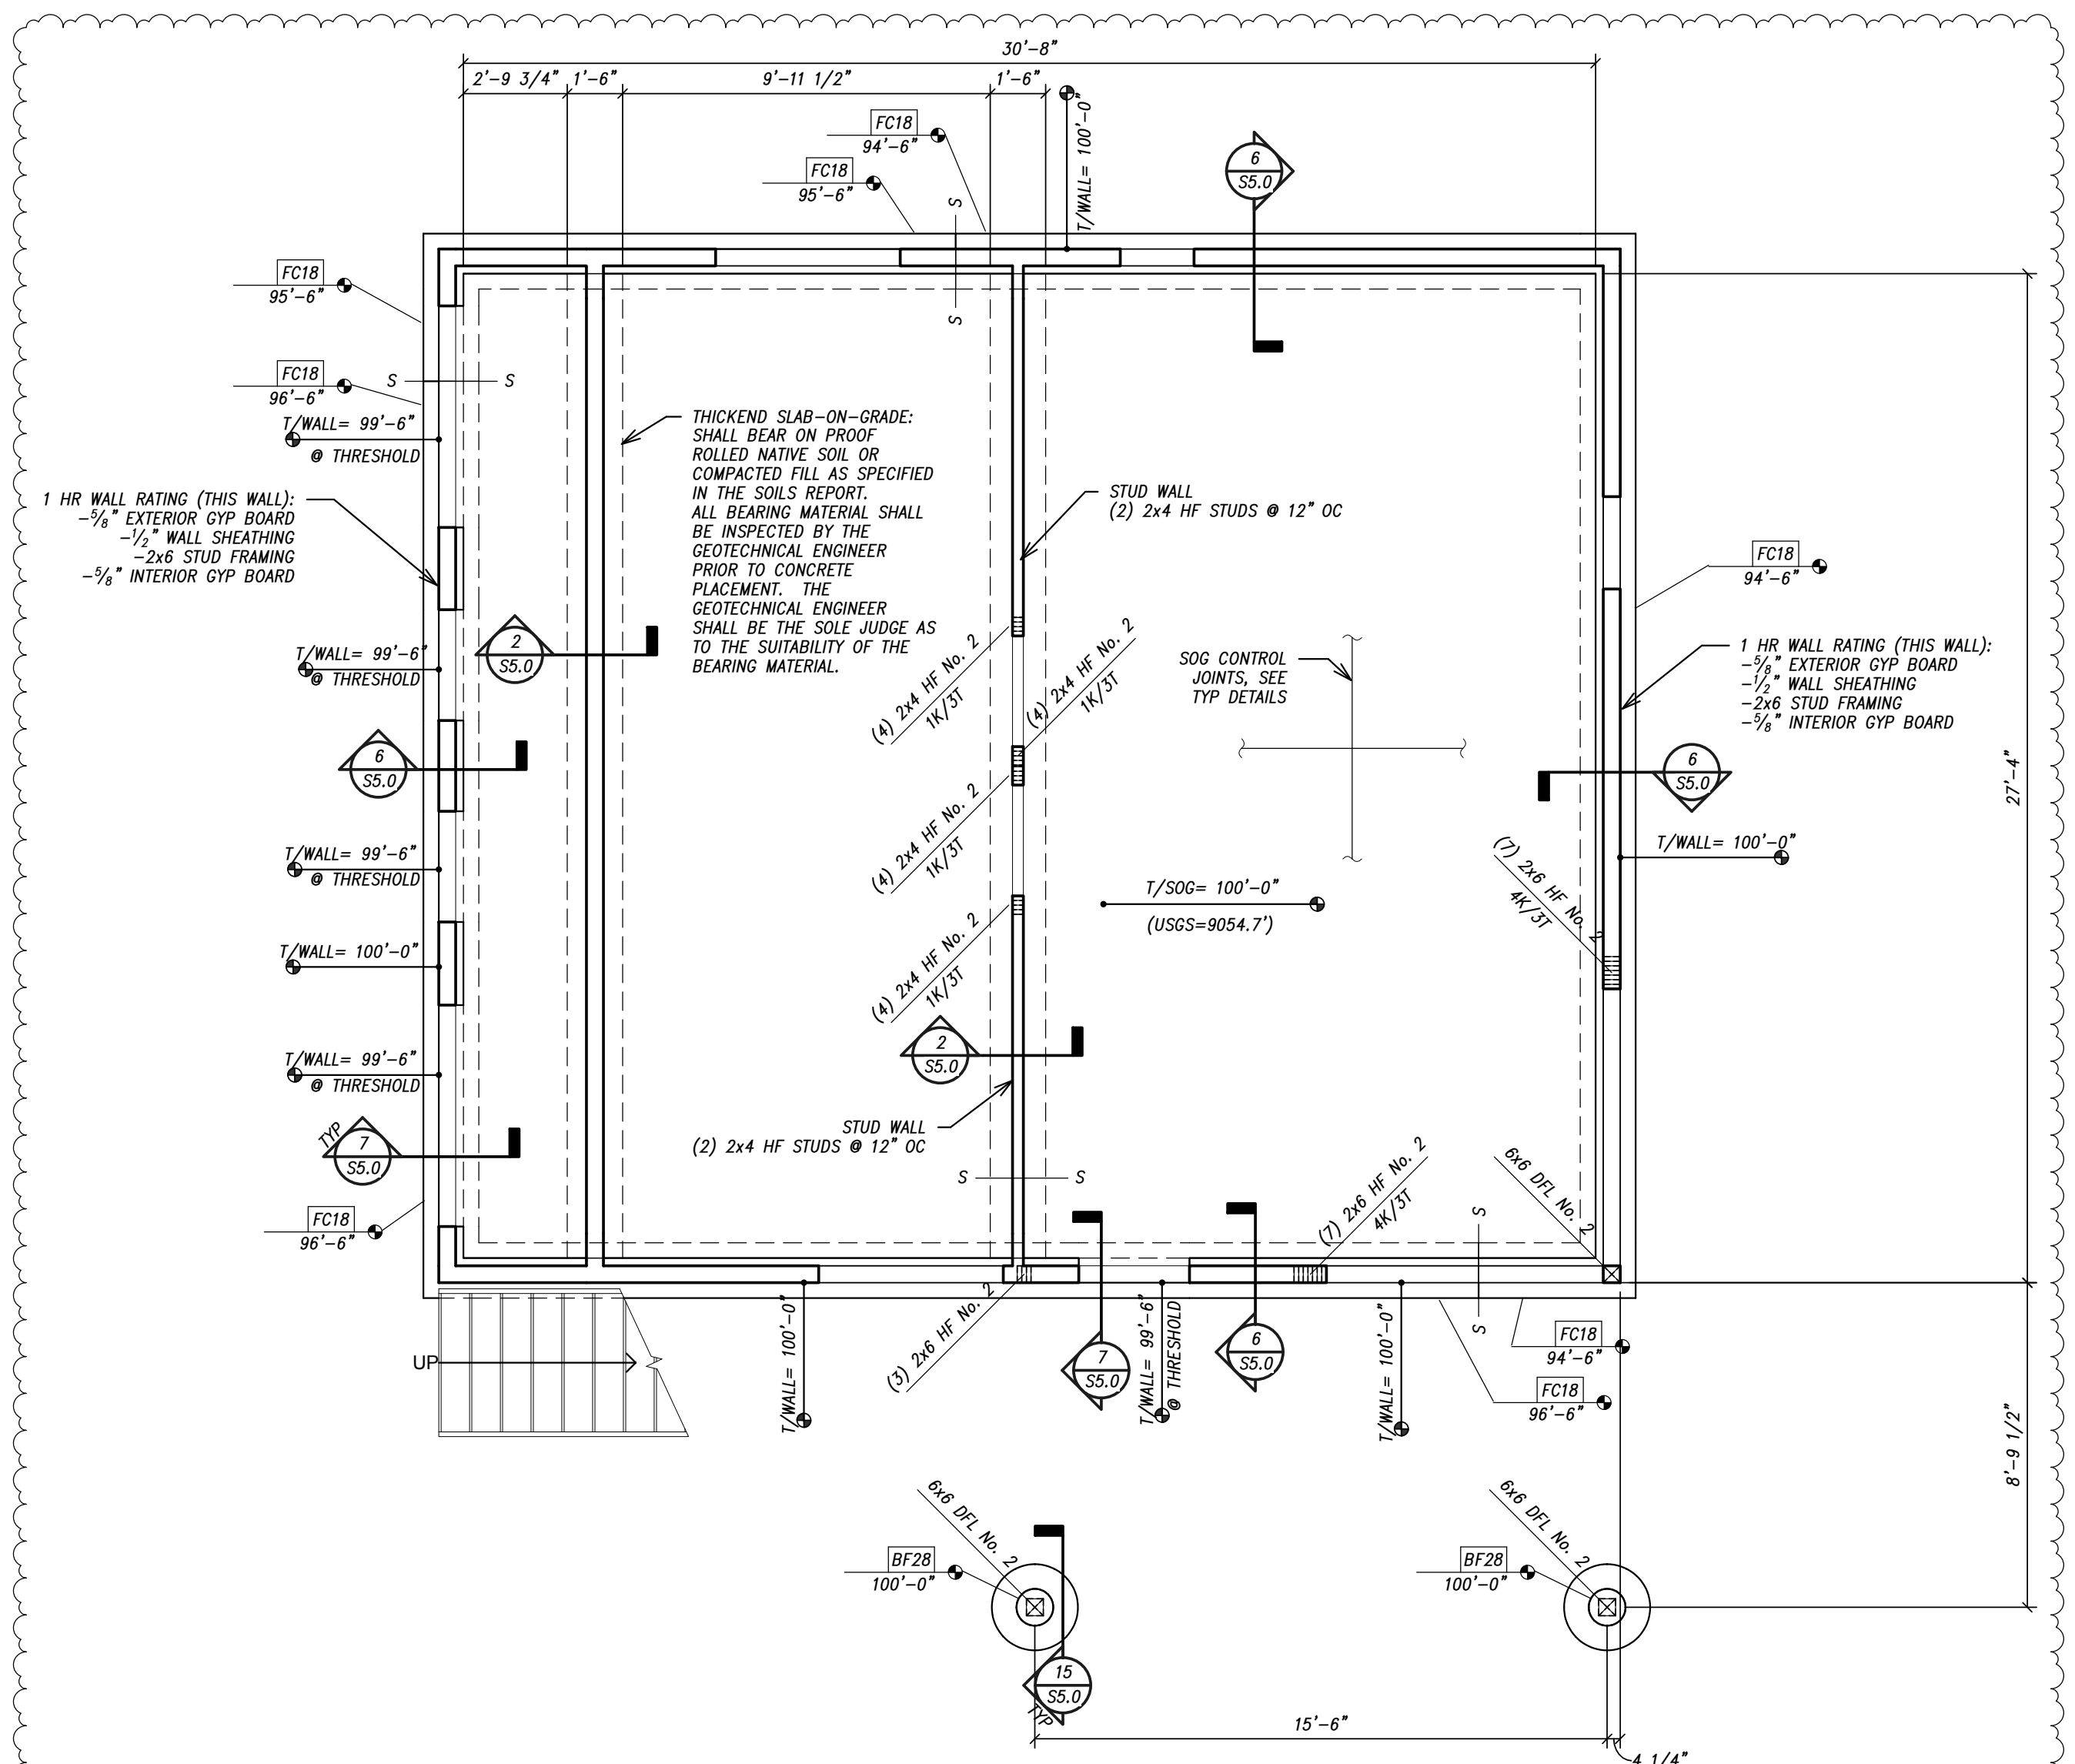 30'-8"
2'-9 3/4"
1'-6"
9'-11 1/2"
1'-6"
FC18
94'-6"
FC18
95'-6"
T/WALL= 100'-0"
6
S5.0
S
S
FC18
95'-6"
FC18
96'-6"
S
S
T/WALL= 99'-6"
@ THRESHOLD
1 HR WALL RATING (THIS WALL):
-5/8" EXTERIOR GYP BOARD
-1/2" WALL SHEATHING
-2x6 STUD FRAMING
-5/8" INTERIOR GYP BOARD
THICKEND SLAB-ON-GRADE:
SHALL BEAR ON PROOF
ROLLED NATIVE SOIL OR
COMPACTED FILL AS SPECIFIED
IN THE SOILS REPORT.
ALL BEARING MATERIAL SHALL
BE INSPECTED BY THE
GEOTECHNICAL ENGINEER
PRIOR TO CONCRETE
PLACEMENT. THE
GEOTECHNICAL ENGINEER
SHALL BE THE SOLE JUDGE AS
TO THE SUITABILITY OF THE
BEARING MATERIAL.
STUD WALL
(2) 2x4 HF STUDS @ 12" OC
FC18
94'-6"
2
S5.0
T/WALL= 99'-6"
@ THRESHOLD
(4) 2x4 HF No. 2
1K/3T
(4) 2x4 HF No. 2
1K/3T
SOG CONTROL
JOINTS, SEE
TYP DETAILS
1 HR WALL RATING (THIS WALL):
-5/8" EXTERIOR GYP BOARD
-1/2" WALL SHEATHING
-2x6 STUD FRAMING
-5/8" INTERIOR GYP BOARD
6
S5.0
6
S5.0
27'-4"
(4) 2x4 HF No. 2
1K/3T
T/WALL= 99'-6"
@ THRESHOLD
T/WALL= 100'-0"
(7) 2x6 HF No. 2
4K/3T
T/SOG= 100'-0"
(USGS=9054.7')
T/WALL= 100'-0"
(4) 2x4 HF No. 2
1K/3T
2
S5.0
T/WALL= 99'-6"
@ THRESHOLD
TYP
7
S5.0
STUD WALL
(2) 2x4 HF STUDS @ 12" OC
S
S
(7) 2x6 HF No. 2
4K/3T
6x6 DFL No. 2
S
S
FC18
96'-6"
UP
T/WALL= 100'-0"
(3) 2x6 HF No. 2
7
S5.0
T/WALL= 99'-6"
@ THRESHOLD
6
S5.0
T/WALL= 100'-0"
FC18
94'-6"
FC18
96'-6"
8'-9 1/2"
6x6 DFL No. 2
BF28
100'-0"
6x6 DFL No. 2
BF28
100'-0"
15
S5.0
TYP
15'-6"
4 1/4"